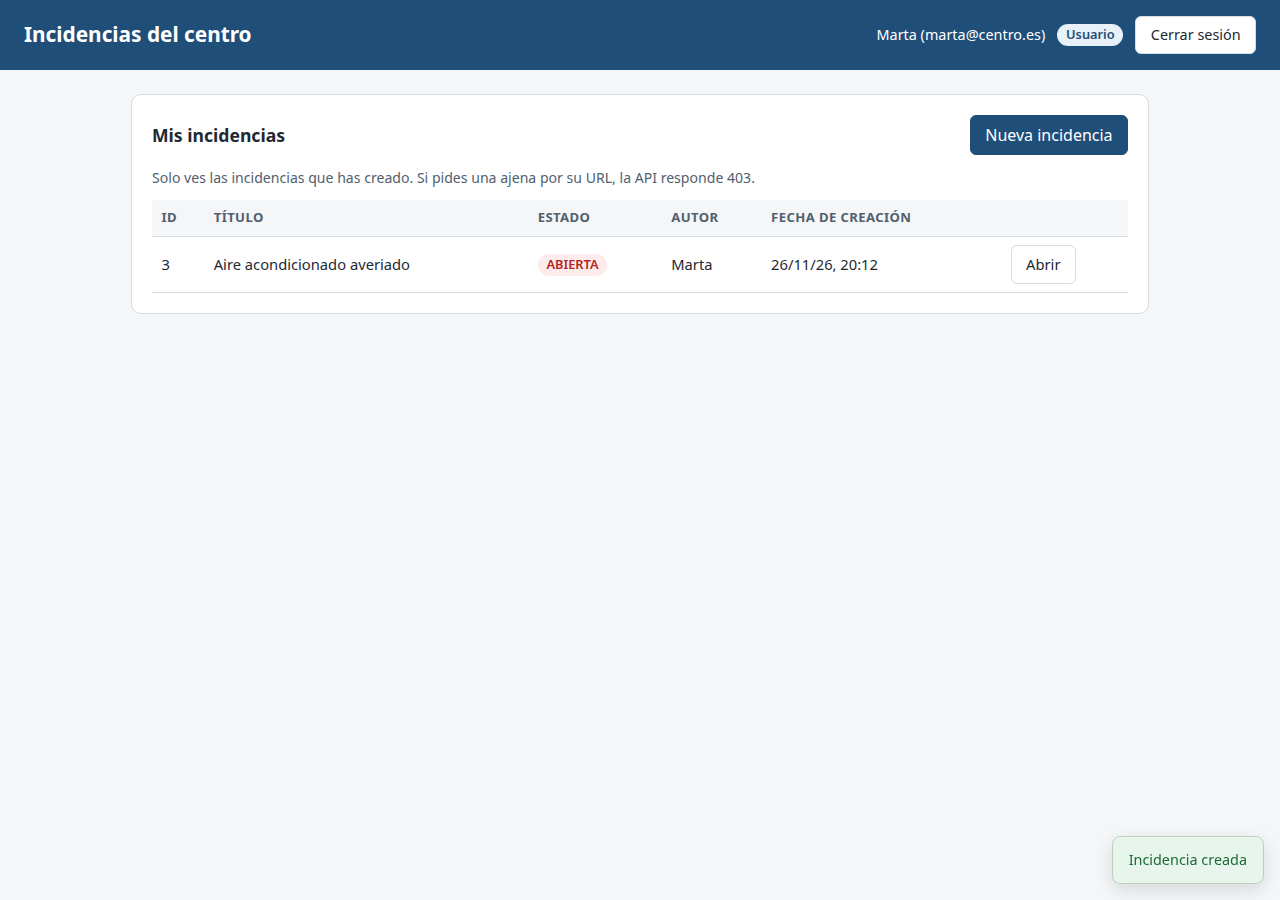 Incidencias del centro
Marta (marta@centro.es) Usuario Cerrar sesión
Mis incidencias
Nueva incidencia
Solo ves las incidencias que has creado. Si pides una ajena por su URL, la API responde 403.
ID TÍTULO ESTADO AUTOR FECHA DE CREACIÓN
3 Aire acondicionado averiado ABIERTA Marta 26/11/26, 20:12 Abrir
Incidencia creada